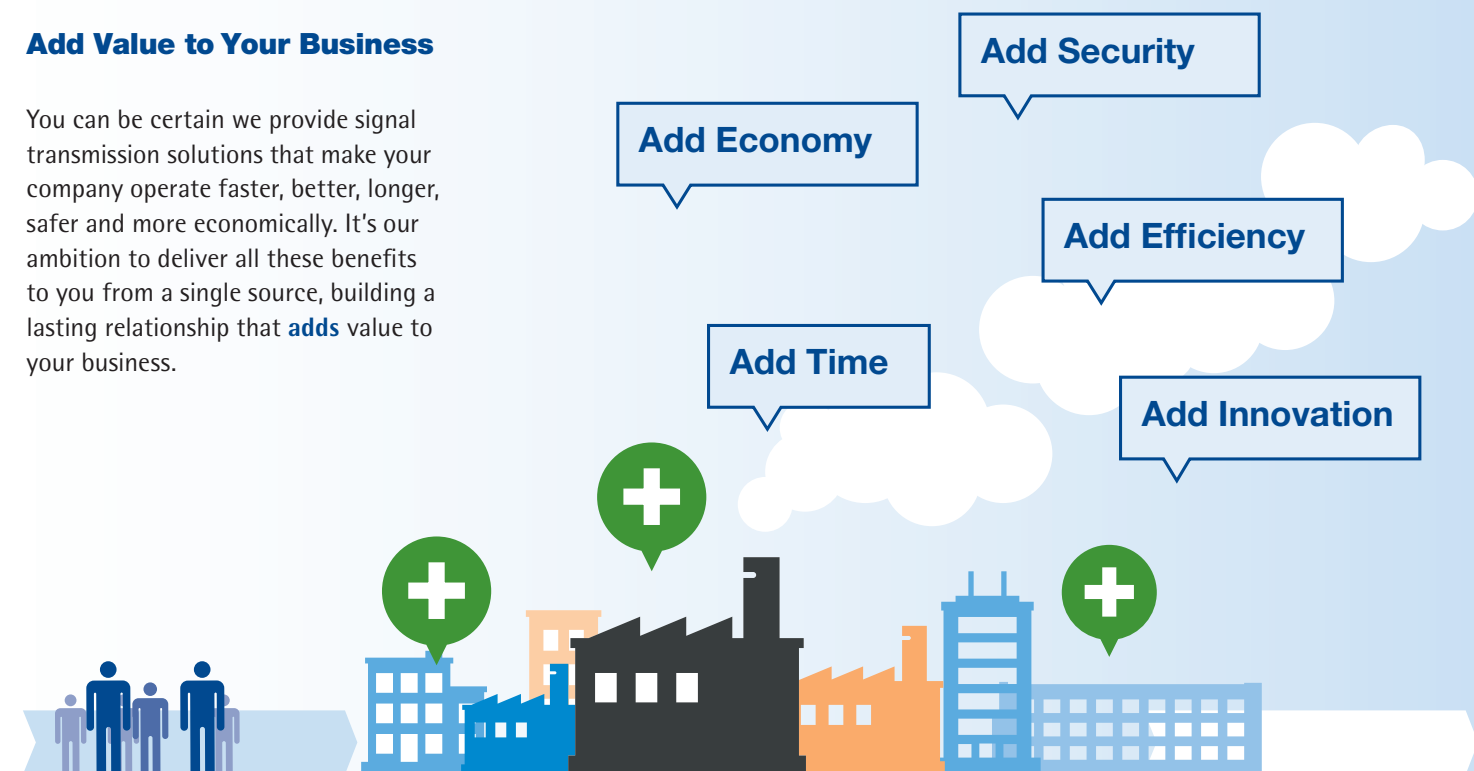 Add Value to Your Business
You can be certain we provide signal
transmission solutions that make your
company operate faster, better, longer,
safer and more economically. It's our
ambition to deliver all these benefits
to you from a single source, building a
lasting relationship that adds value to
your business.
Add Security
Add Economy
Add Efficiency
Add Time
Add Innovation